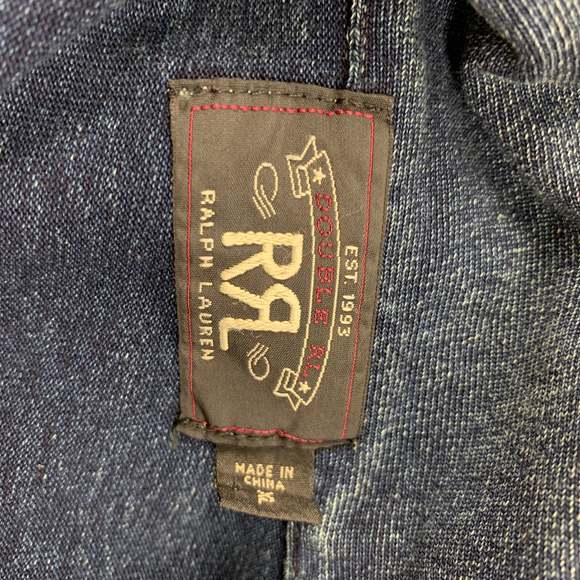 EST. 1993
DOUBLE RL
RRL
RALPH LAUREN
MADE IN
CHINA